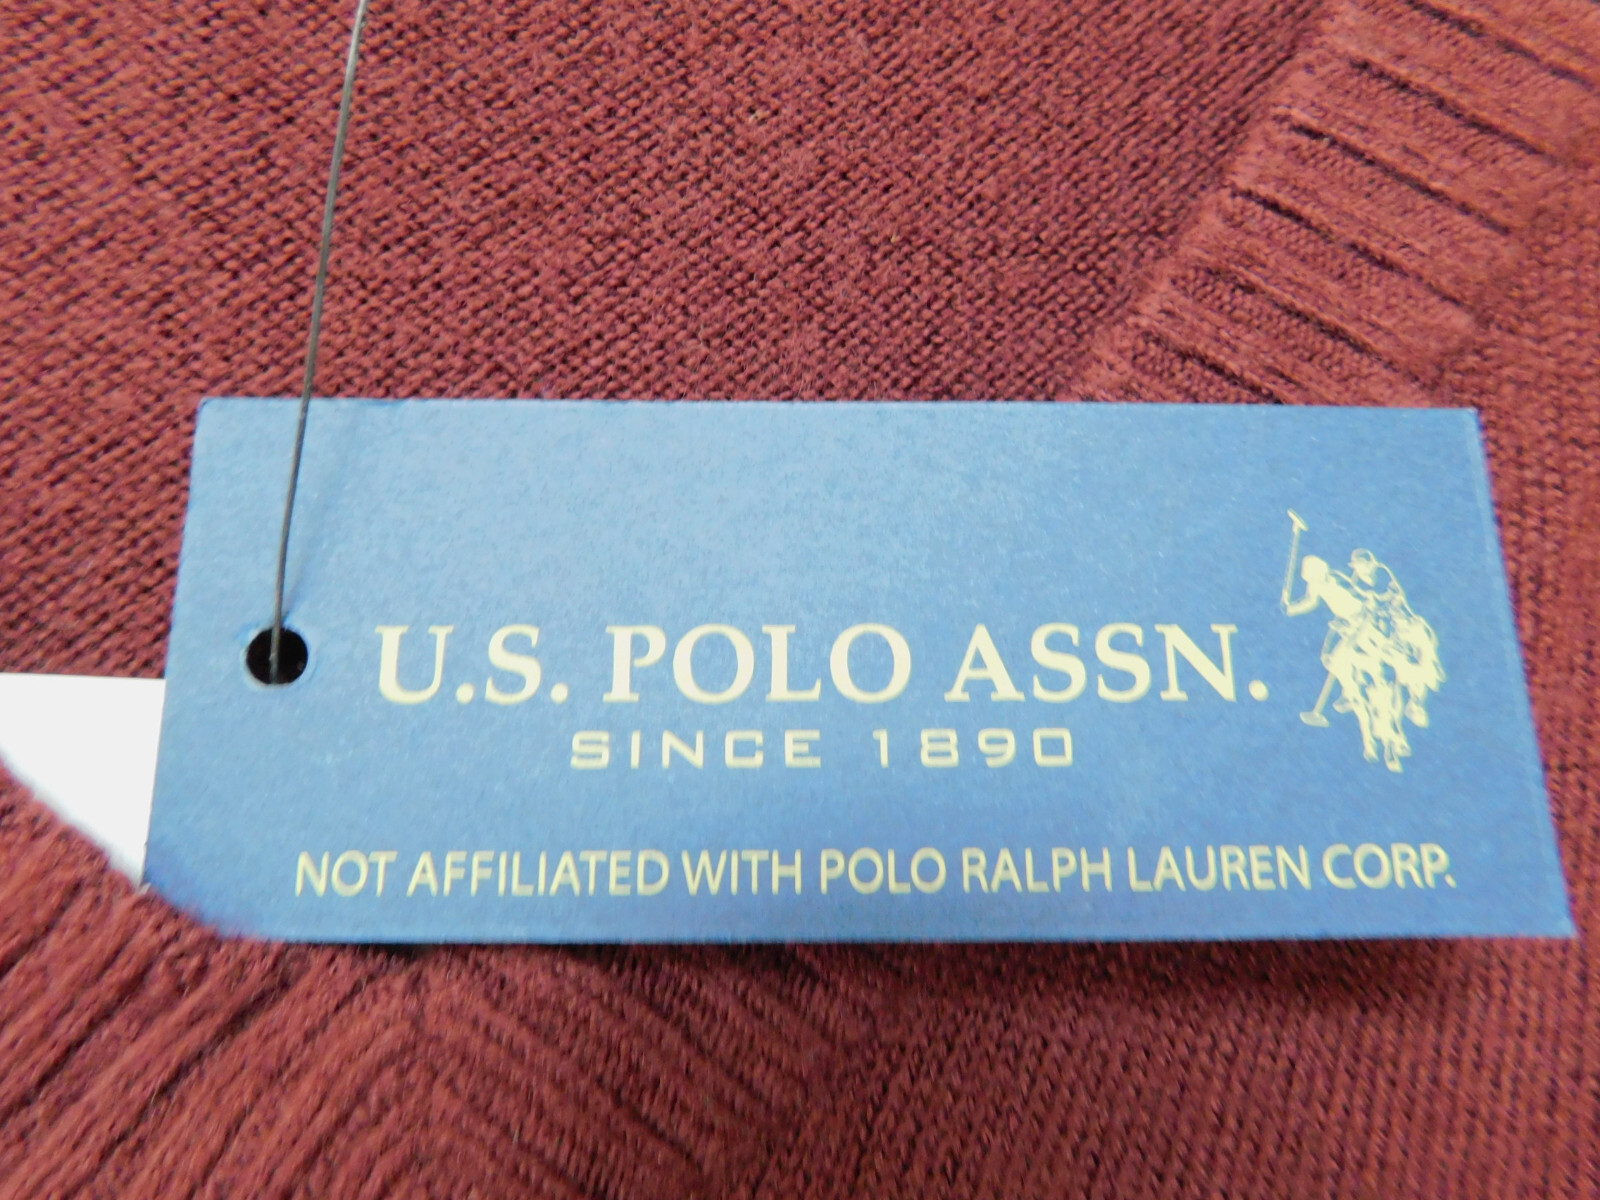 U.S. POLO ASSN.
SINCE 1890
NOT AFFILIATED WITH POLO RALPH LAUREN CORP.